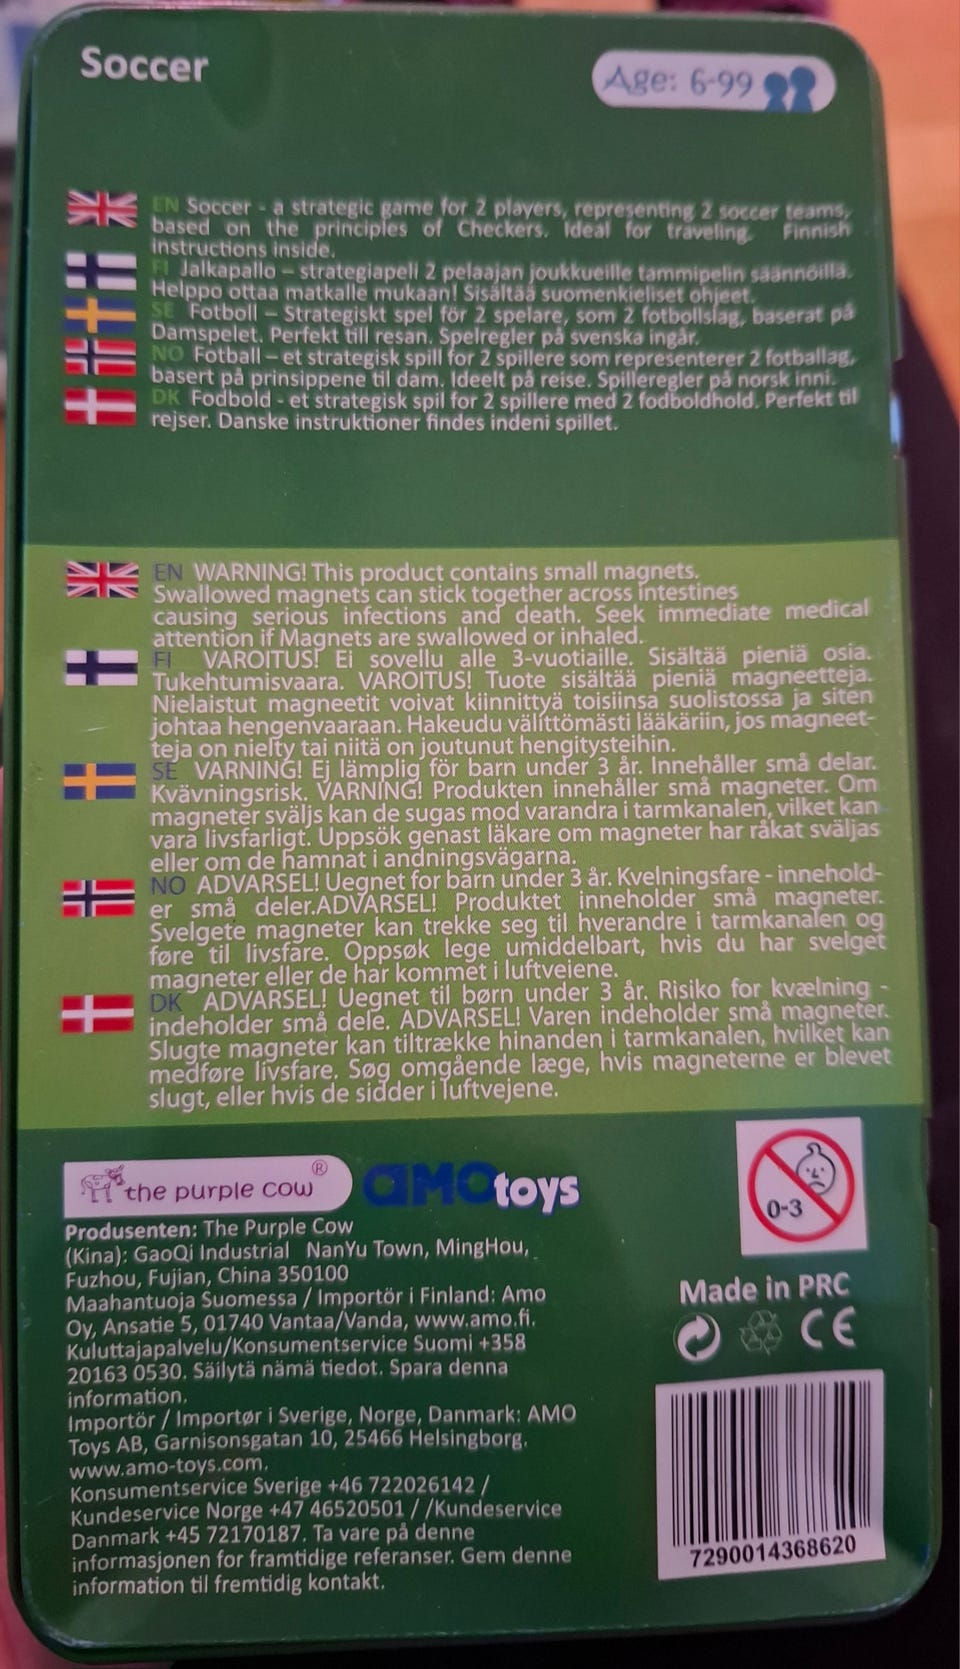 Soccer
Age: 6-99
EN Soccer - a strategic game for 2 players, representing 2 soccer teams,
based on the principles of Checkers. Ideal for traveling. Finnish
instructions inside.
FI Jalkapallo – strategiapeli 2 pelaajan joukkueille tammipelin säännöillä.
Helppo ottaa matkalle mukaan! Sisältää suomenkieliset ohjeet.
SE Fotboll – Strategiskt spel för 2 spelare, som 2 fotbollslag, baserat på
Damspelet. Perfekt till resan. Spelregler på svenska ingår.
NO Fotball – et strategisk spill for 2 spillere som representerer 2 fotballag,
basert på prinsippene til dam. Ideelt på reise. Spilleregler på norsk inni.
DK Fodbold - et strategisk spil for 2 spillere med 2 fodboldhold. Perfekt til
rejser. Danske instruktioner findes indeni spillet.
EN WARNING! This product contains small magnets.
Swallowed magnets can stick together across intestines
causing serious infections and death. Seek immediate medical
attention if Magnets are swallowed or inhaled.
FI VAROITUS! Ei sovellu alle 3-vuotiaille. Sisältää pieniä osia.
Tukehtumisvaara. VAROITUS! Tuote sisältää pieniä magneetteja.
Nielaistut magneetit voivat kiinnittyä toisiinsa suolistossa ja siten
johtaa hengenvaaraan. Hakeudu välittömästi lääkäriin, jos magneet-
teja on nielty tai niitä on joutunut hengitysteihin.
SE VARNING! Ej lämplig för barn under 3 år. Innehåller små delar.
Kvävningsrisk. VARNING! Produkten innehåller små magneter. Om
magneter sväljs kan de sugas mod varandra i tarmkanalen, vilket kan
vara livsfarligt. Uppsök genast läkare om magneter har råkat sväljas
eller om de hamnat i andningsvägarna.
NO ADVARSEL! Uegnet for barn under 3 år. Kvelningsfare - innehold-
er små deler.ADVARSEL! Produktet inneholder små magneter.
Svelgete magneter kan trekke seg til hverandre i tarmkanalen og
føre til livsfare. Oppsøk lege umiddelbart, hvis du har svelget
magneter eller de har kommet i luftveiene.
DK ADVARSEL! Uegnet til børn under 3 år. Risiko for kvælning -
indeholder små dele. ADVARSEL! Varen indeholder små magneter.
Slugte magneter kan tiltrække hinanden i tarmkanalen, hvilket kan
medføre livsfare. Søg omgående læge, hvis magneterne er blevet
slugt, eller hvis de sidder i luftvejene.
the purple cow ®
AMO toys
0-3
Produsenten: The Purple Cow
(Kina): GaoQi Industrial NanYu Town, MingHou,
Fuzhou, Fujian, China 350100
Maahantuoja Suomessa / Importör i Finland: Amo
Oy, Ansatie 5, 01740 Vantaa/Vanda, www.amo.fi.
Kuluttajapalvelu/Konsumentservice Suomi +358
20163 0530. Säilytä nämä tiedot. Spara denna
information.
Importör / Importør i Sverige, Norge, Danmark: AMO
Toys AB, Garnisonsgatan 10, 25466 Helsingborg.
www.amo-toys.com.
Konsumentservice Sverige +46 722026142 /
Kundeservice Norge +47 46520501 / /Kundeservice
Danmark +45 72170187. Ta vare på denne
informasjonen for framtidige referanser. Gem denne
information til fremtidig kontakt.
Made in PRC
CE
7290014368620